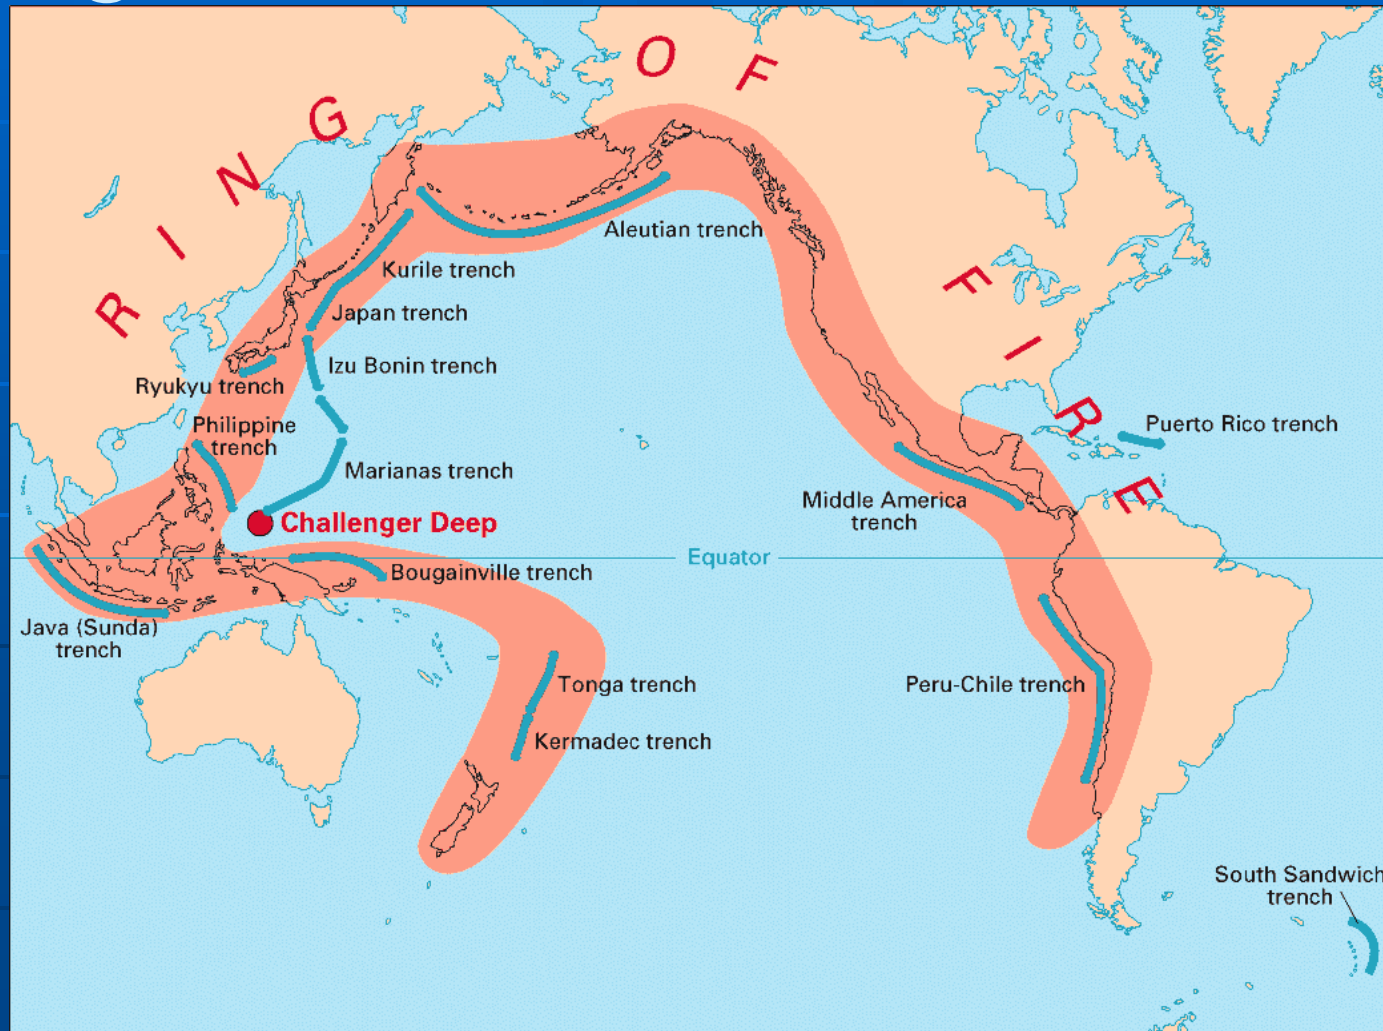 RING OF FIRE
Aleutian trench
Kurile trench
Japan trench
Izu Bonin trench
Ryukyu trench
Philippine
trench
Marianas trench
Challenger Deep
Puerto Rico trench
Middle America
trench
Equator
Bougainville trench
Java (Sunda)
trench
Tonga trench
Kermadec trench
Peru-Chile trench
South Sandwich
trench